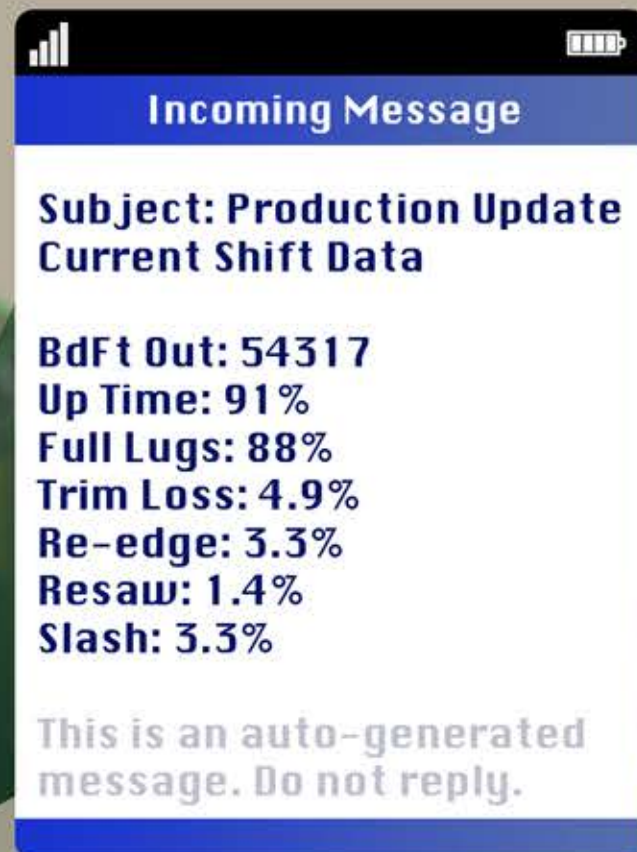 Incoming Message
Subject: Production Update
Current Shift Data
BdFt Out: 54317
Up Time: 91%
Full Lugs: 88%
Trim Loss: 4.9%
Re-edge: 3.3%
Resaw: 1.4%
Slash: 3.3%
This is an auto-generated
message. Do not reply.